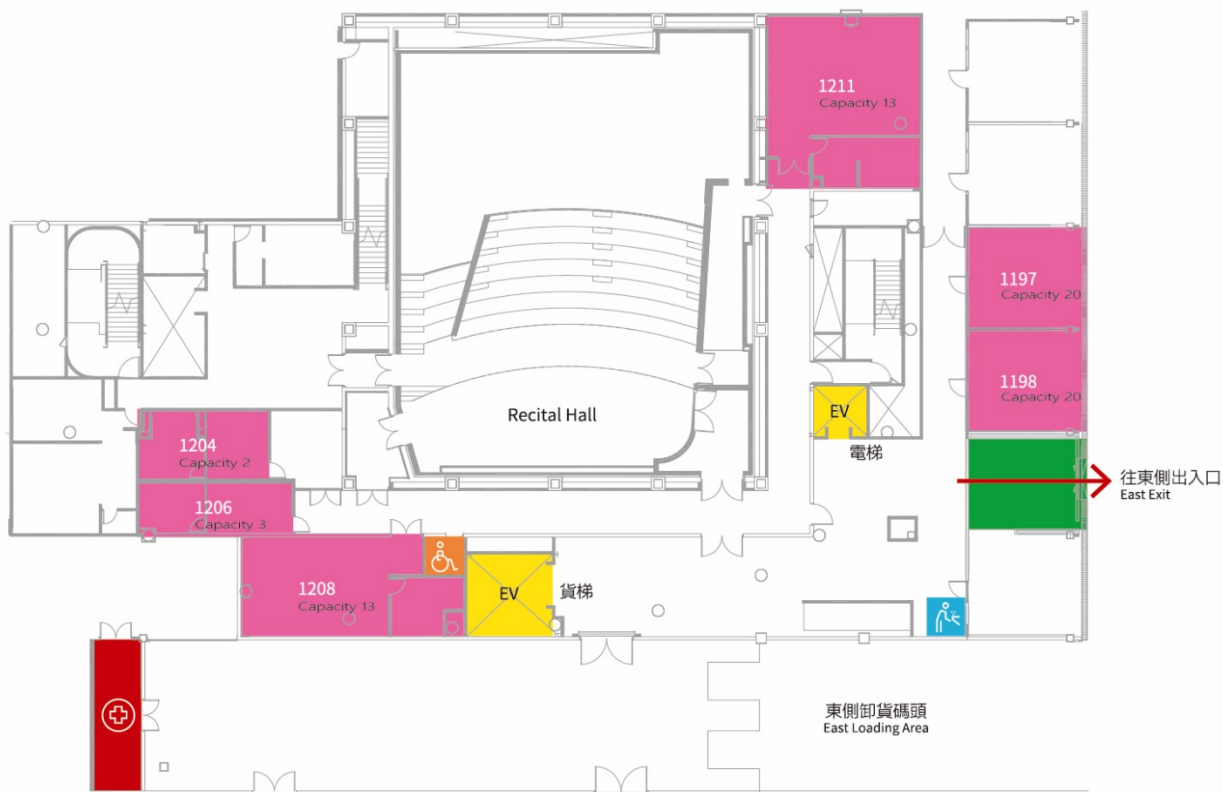 1211
Capacity 13
1197
Capacity 20
1198
Capacity 20
Recital Hall
EV
電梯
1204
Capacity 2
1206
Capacity 3
往東側出入口
East Exit
1208
Capacity 13
EV
貨梯
東側卸貨碼頭
East Loading Area